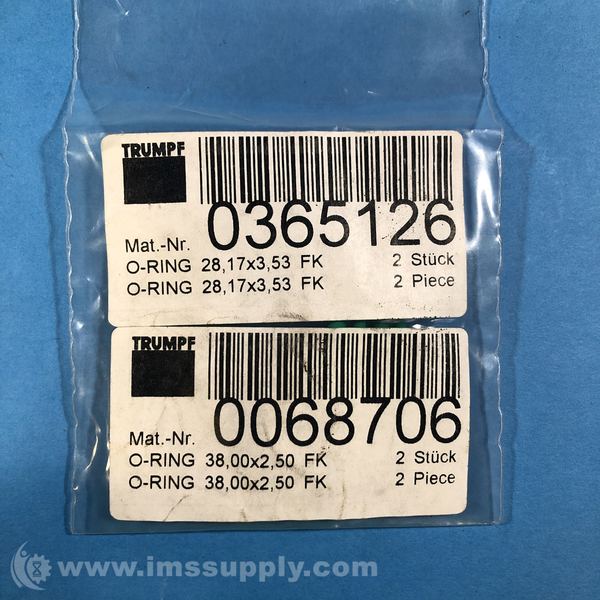 TRUMPF
Mat.-Nr. 0365126
O-RING 28,17x3,53 FK 2 Stück
O-RING 28,17x3,53 FK 2 Piece
TRUMPF
Mat.-Nr. 0068706
O-RING 38,00x2,50 FK 2 Stück
O-RING 38,00x2,50 FK 2 Piece
www.imssupply.com